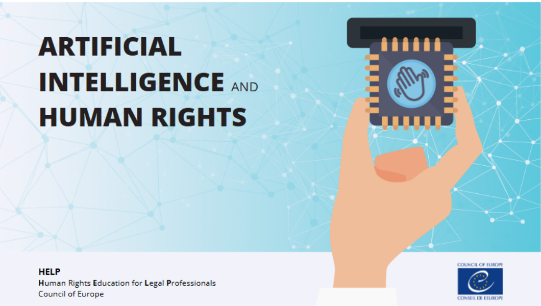 ARTIFICIAL
INTELLIGENCE AND
HUMAN RIGHTS
HELP
Human Rights Education for Legal Professionals
Council of Europe
COUNCIL OF EUROPE
CONSEIL DE L'EUROPE